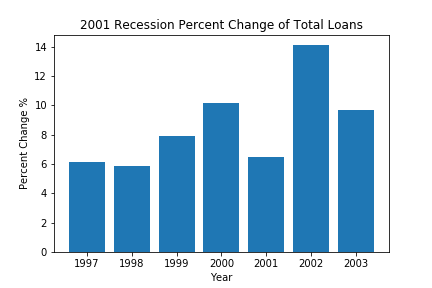 2001 Recession Percent Change of Total Loans
14
12
10
8
6
4
2
0
Percent Change %
1997 1998 1999 2000 2001 2002 2003
Year